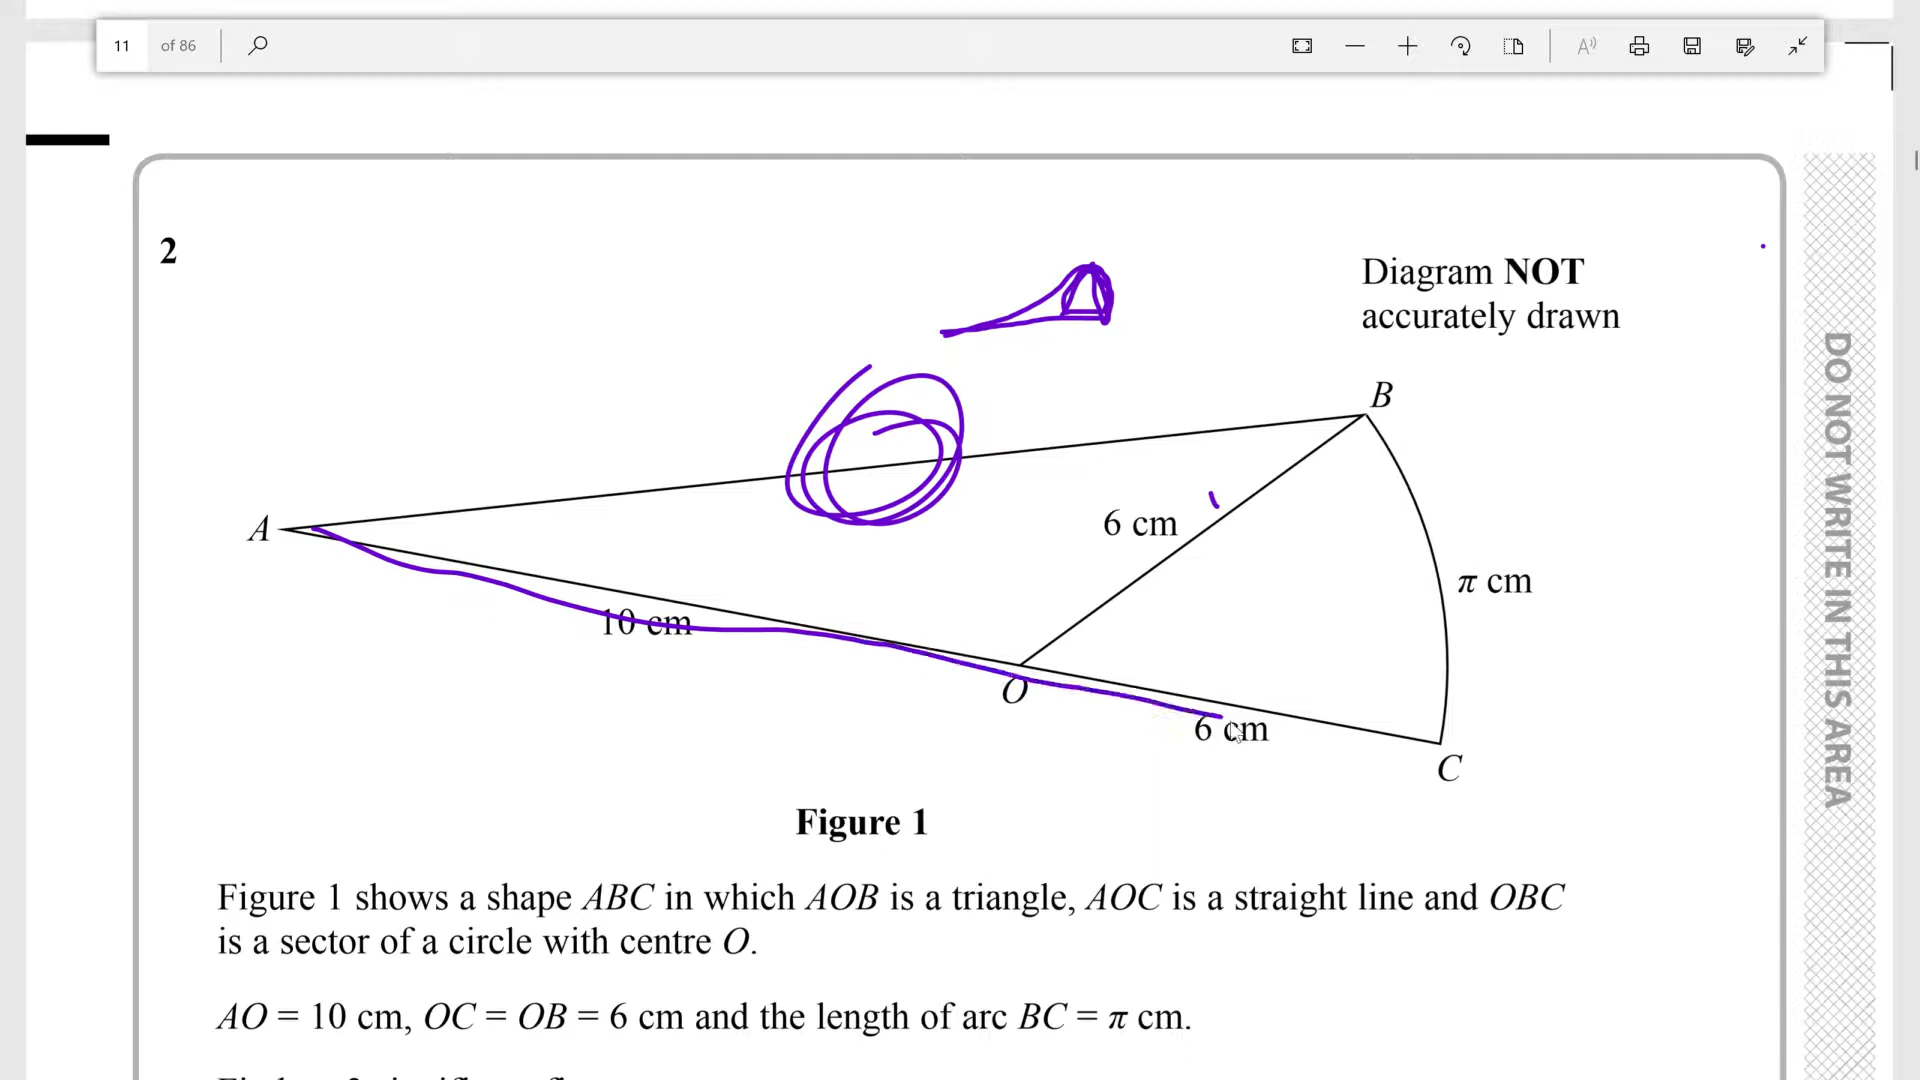 11 of 86
2
Diagram NOT
accurately drawn
B
A
6 cm
π cm
10 cm
O
6 cm
C
Figure 1
Figure 1 shows a shape ABC in which AOB is a triangle, AOC is a straight line and OBC
is a sector of a circle with centre O.
AO = 10 cm, OC = OB = 6 cm and the length of arc BC = π cm.
DO NOT WRITE IN THIS AREA